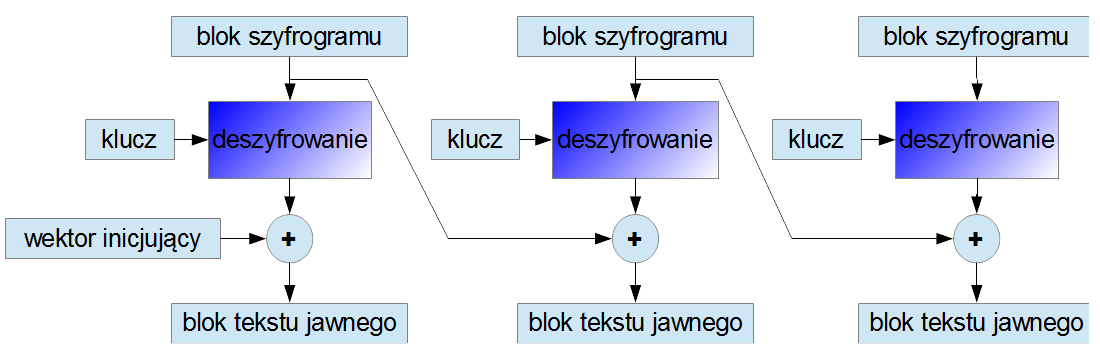 blok szyfrogramu
blok szyfrogramu
blok szyfrogramu
klucz
deszyfrowanie
klucz
deszyfrowanie
klucz
deszyfrowanie
wektor inicjujący
+
+
+
blok tekstu jawnego
blok tekstu jawnego
blok tekstu jawnego